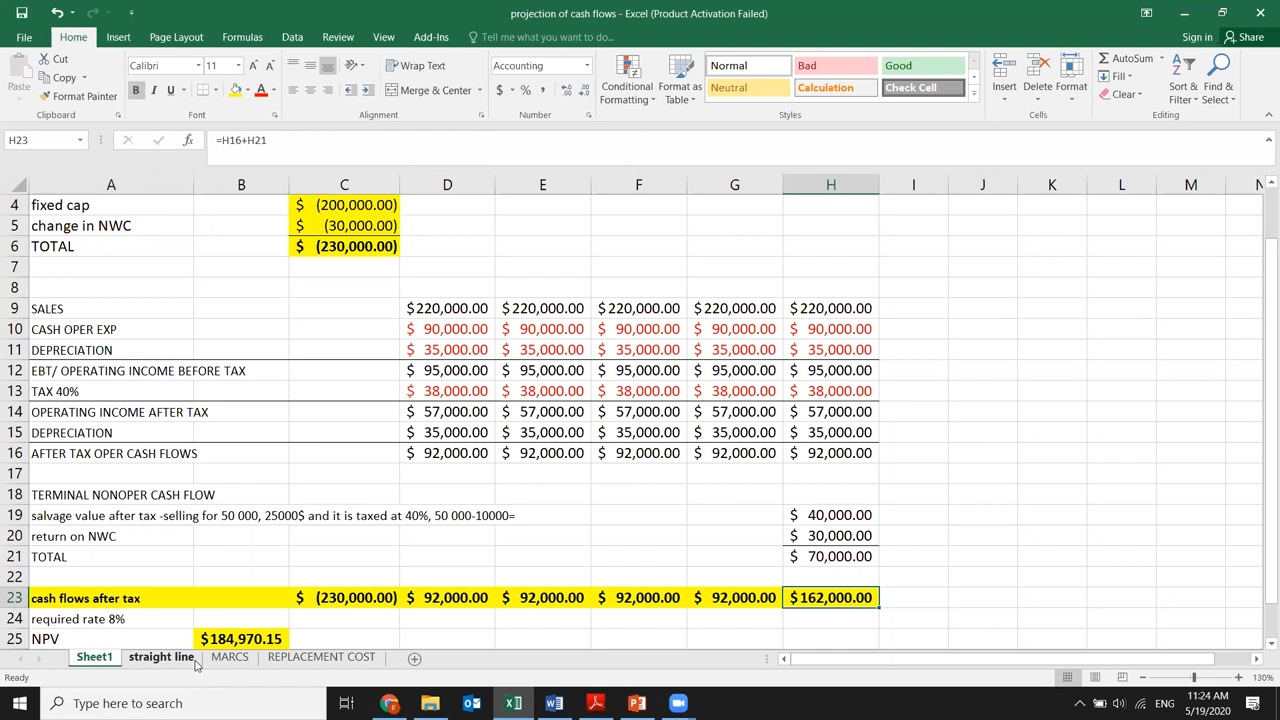 projection of cash flows - Excel (Product Activation Failed)
File Home Insert Page Layout Formulas Data Review View Add-Ins Tell me what you want to do... Sign in Share
Paste Cut Copy Format Painter Clipboard
Calibri 11 B I U Font
Wrap Text Merge & Center Alignment
Accounting $ % , Number
Conditional Formatting Format as Table
Normal Bad Good
Neutral Calculation Check Cell
Styles
Insert Delete Format Cells
AutoSum Fill Clear Sort & Filter Find & Select Editing
H23 fx =H16+H21
A B C D E F G H I J K L M N
4 fixed cap $ (200,000.00)
5 change in NWC $ (30,000.00)
6 TOTAL $ (230,000.00)
7
8
9 SALES $220,000.00 $220,000.00 $220,000.00 $220,000.00 $220,000.00
10 CASH OPER EXP $ 90,000.00 $ 90,000.00 $ 90,000.00 $ 90,000.00 $ 90,000.00
11 DEPRECIATION $ 35,000.00 $ 35,000.00 $ 35,000.00 $ 35,000.00 $ 35,000.00
12 EBT/ OPERATING INCOME BEFORE TAX $ 95,000.00 $ 95,000.00 $ 95,000.00 $ 95,000.00 $ 95,000.00
13 TAX 40% $ 38,000.00 $ 38,000.00 $ 38,000.00 $ 38,000.00 $ 38,000.00
14 OPERATING INCOME AFTER TAX $ 57,000.00 $ 57,000.00 $ 57,000.00 $ 57,000.00 $ 57,000.00
15 DEPRECIATION $ 35,000.00 $ 35,000.00 $ 35,000.00 $ 35,000.00 $ 35,000.00
16 AFTER TAX OPER CASH FLOWS $ 92,000.00 $ 92,000.00 $ 92,000.00 $ 92,000.00 $ 92,000.00
17
18 TERMINAL NONOPER CASH FLOW
19 salvage value after tax -selling for 50 000, 25000$ and it is taxed at 40%, 50 000-10000= $ 40,000.00
20 return on NWC $ 30,000.00
21 TOTAL $ 70,000.00
22
23 cash flows after tax $ (230,000.00) $ 92,000.00 $ 92,000.00 $ 92,000.00 $ 92,000.00 $162,000.00
24 required rate 8%
25 NPV $184,970.15
Sheet1 straight line MARCS REPLACEMENT COST
Ready 130%
Type here to search ENG 11:24 AM
5/19/2020